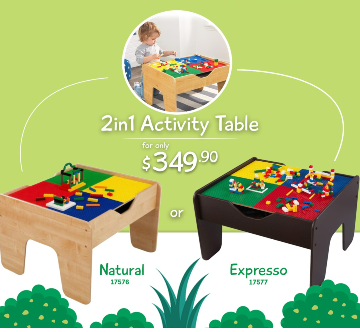 2in1 Activity Table
for only
$349.90
or
Natural
17576
Expresso
17577